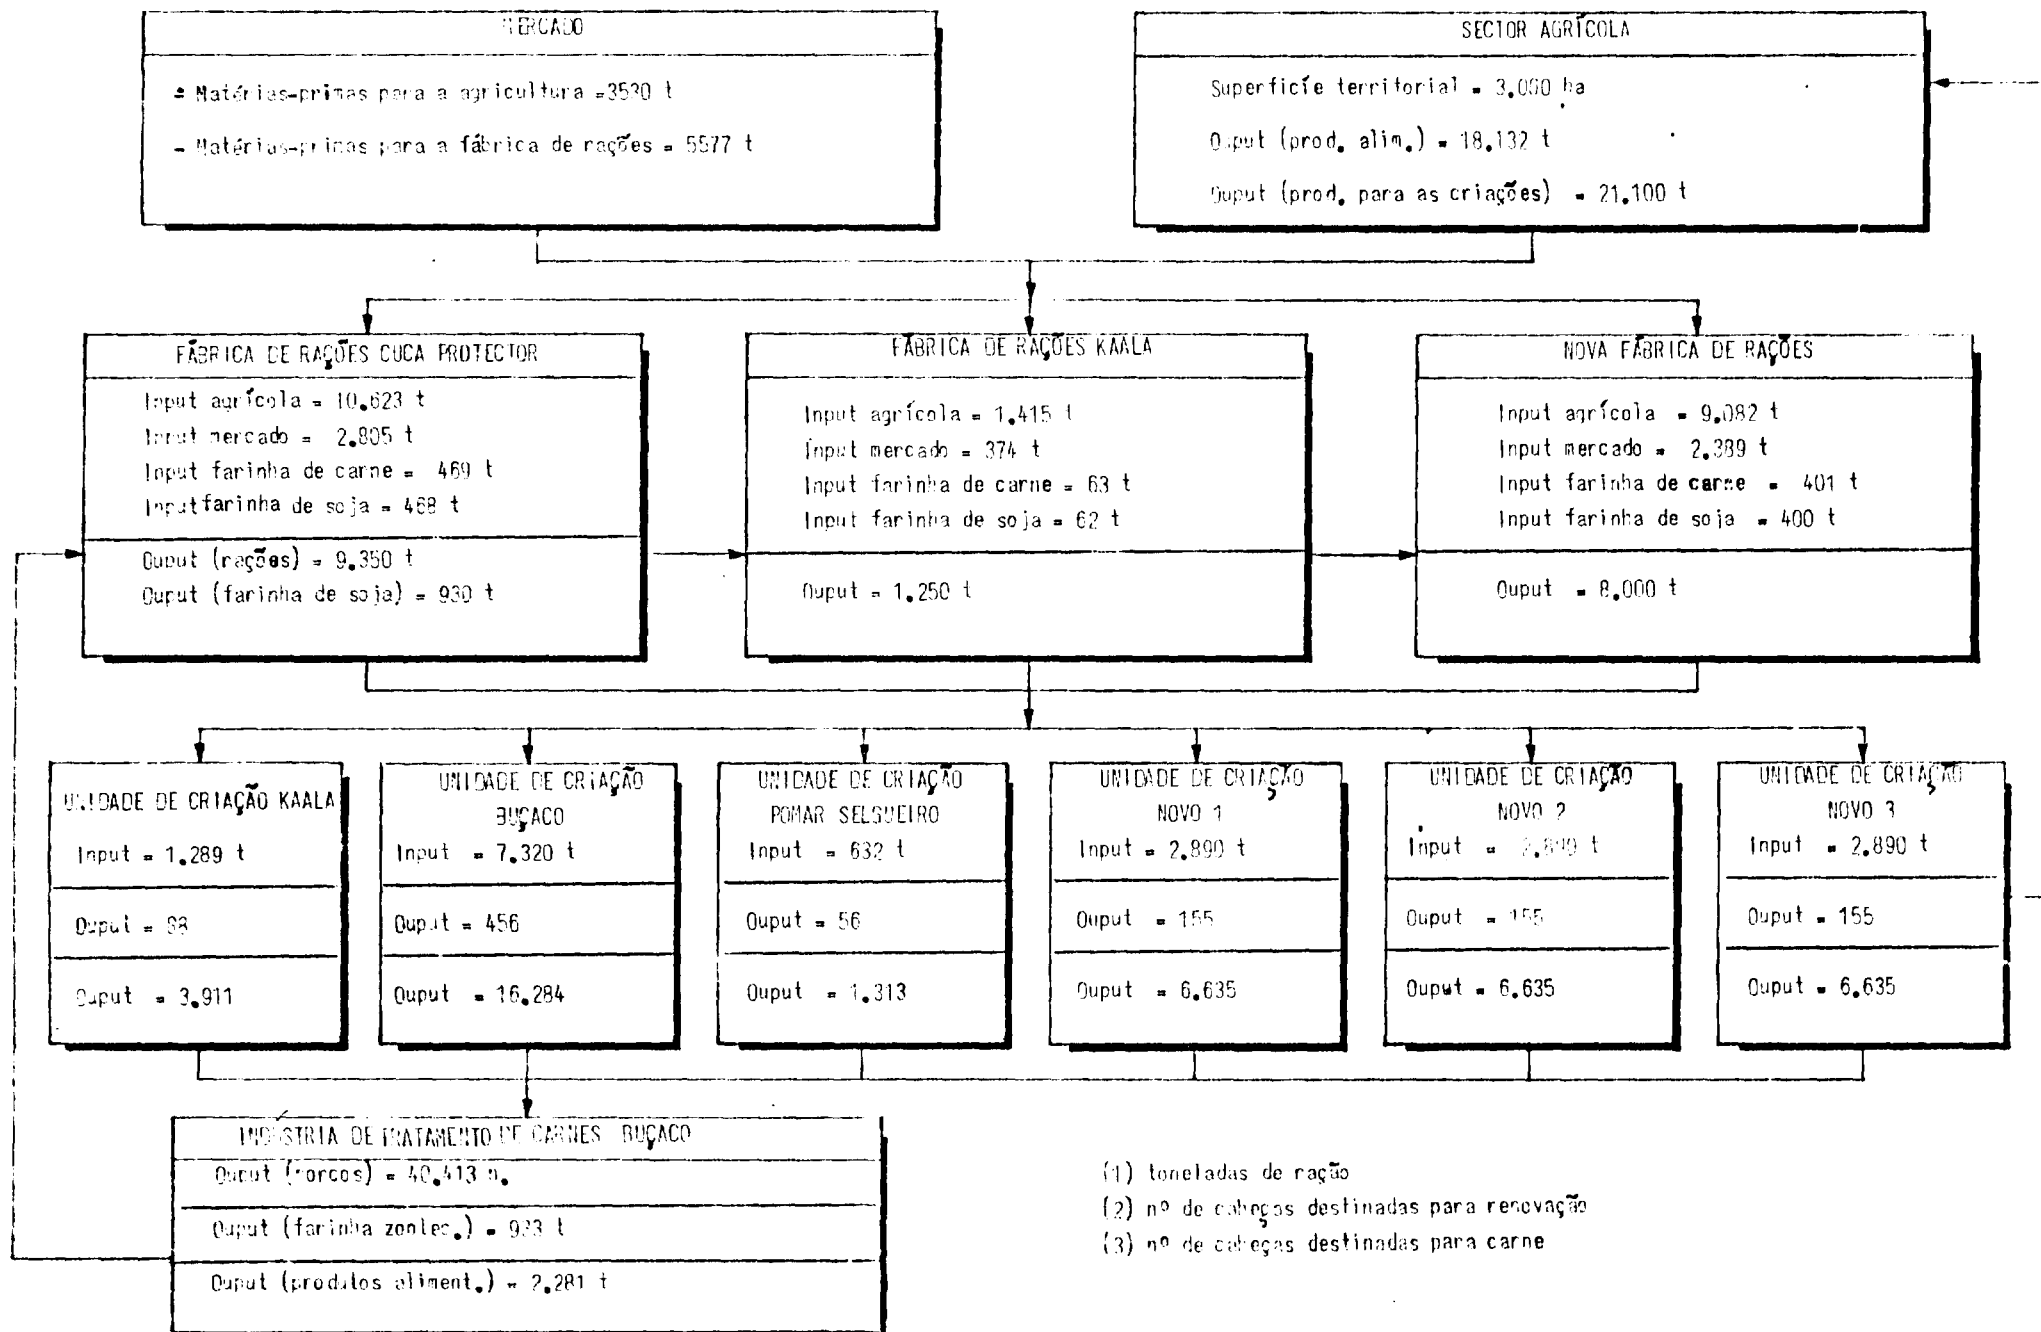 MERCADO
- Matérias-primas para a agricultura =3530 t
- Matérias-primas para a fábrica de rações = 5577 t
SECTOR AGRÍCOLA
Superficíe territorial = 3.000 ha
Ouput (prod. alim.) = 18.132 t
Ouput (prod. para as criações) = 21.100 t
FÁBRICA DE RAÇÕES CUCA PROTECTOR
Input agrícola = 10.623 t
Input mercado = 2.805 t
Input farinha de carne = 469 t
Input farinha de soja = 468 t
Ouput (rações) = 9.350 t
Ouput (farinha de soja) = 930 t
FÁBRICA DE RAÇÕES KAALA
Input agrícola = 1.415 t
Input mercado = 374 t
Input farinha de carne = 63 t
Input farinha de soja = 62 t
Ouput = 1.250 t
NOVA FÁBRICA DE RAÇÕES
Input agrícola = 9.082 t
Input mercado = 2.389 t
Input farinha de carne = 401 t
Input farinha de soja = 400 t
Ouput = 8.000 t
UNIDADE DE CRIAÇÃO KAALA
Input = 1.289 t
Ouput =
Ouput = 3.911
UNIDADE DE CRIAÇÃO
BUÇACO
Input = 7.320 t
Ouput = 456
Ouput = 16.284
UNIDADE DE CRIAÇÃO
POMAR SELGUEIRO
Input = 632 t
Ouput = 56
Ouput = 1.313
UNIDADE DE CRIAÇÃO
NOVO 1
Input = 2.890 t
Ouput = 155
Ouput = 6.635
UNIDADE DE CRIAÇÃO
NOVO 2
Input = 2.890 t
Ouput = 155
Ouput = 6.635
UNIDADE DE CRIAÇÃO
NOVO 3
Input = 2.890 t
Ouput = 155
Ouput = 6.635
INDÚSTRIA DE TRATAMENTO DE CARNES BUÇACO
Ouput (porcos) = 40.413 n.
Ouput (farinha zootec.) = 933 t
Ouput (produtos aliment.) = 2.281 t
(1) toneladas de ração
(2) nº de cabeças destinadas para renovação
(3) nº de cabeças destinadas para carne